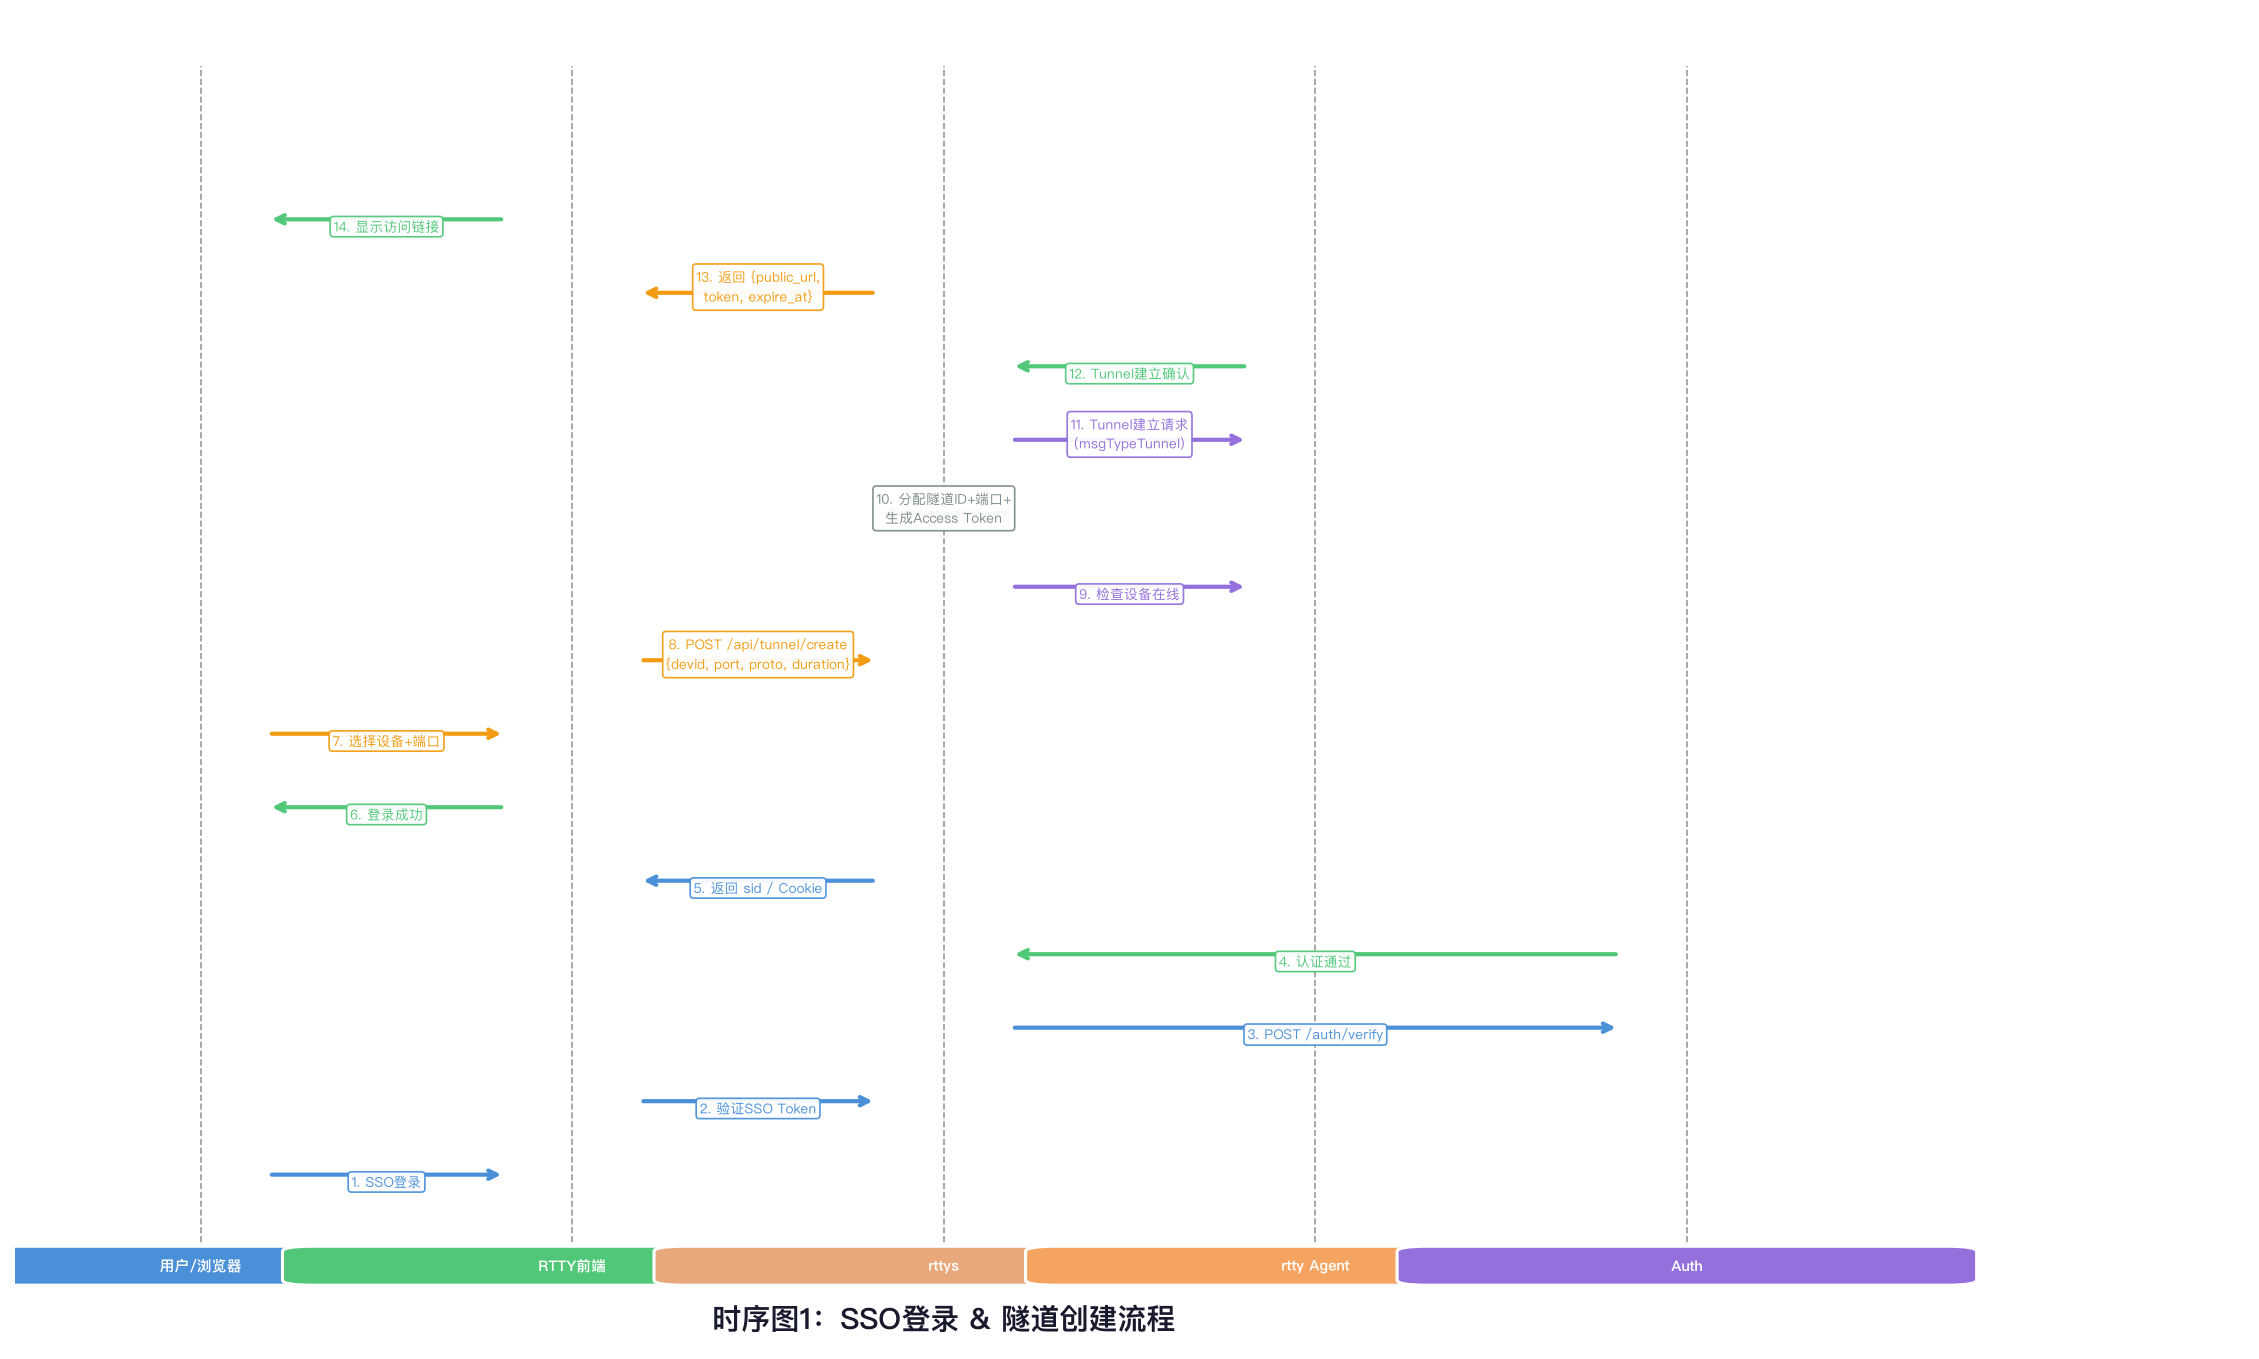 14. 显示访问链接
13. 返回 {public_url,
token, expire_at}
12. Tunnel建立确认
11. Tunnel建立请求
(msgTypeTunnel)
10. 分配隧道ID+端口+
生成Access Token
9. 检查设备在线
8. POST /api/tunnel/create
{devid, port, proto, duration}
7. 选择设备+端口
6. 登录成功
5. 返回 sid / Cookie
4. 认证通过
3. POST /auth/verify
2. 验证SSO Token
1. SSO登录
用户/浏览器
RTTY前端
rttys
rtty Agent
Auth
时序图1：SSO登录 & 隧道创建流程